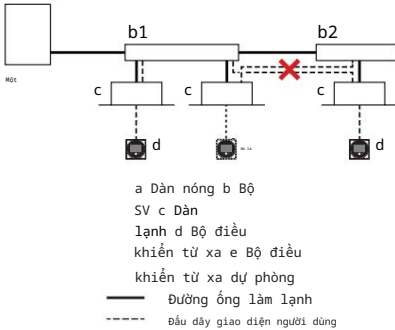 b1
b2
Một
c
c
c
d
d
a Dàn nóng b Bộ
SV c Dàn
lạnh d Bộ điều
khiển từ xa e Bộ điều
khiển từ xa dự phòng
Đường ống làm lạnh
Đấu dây giao diện người dùng